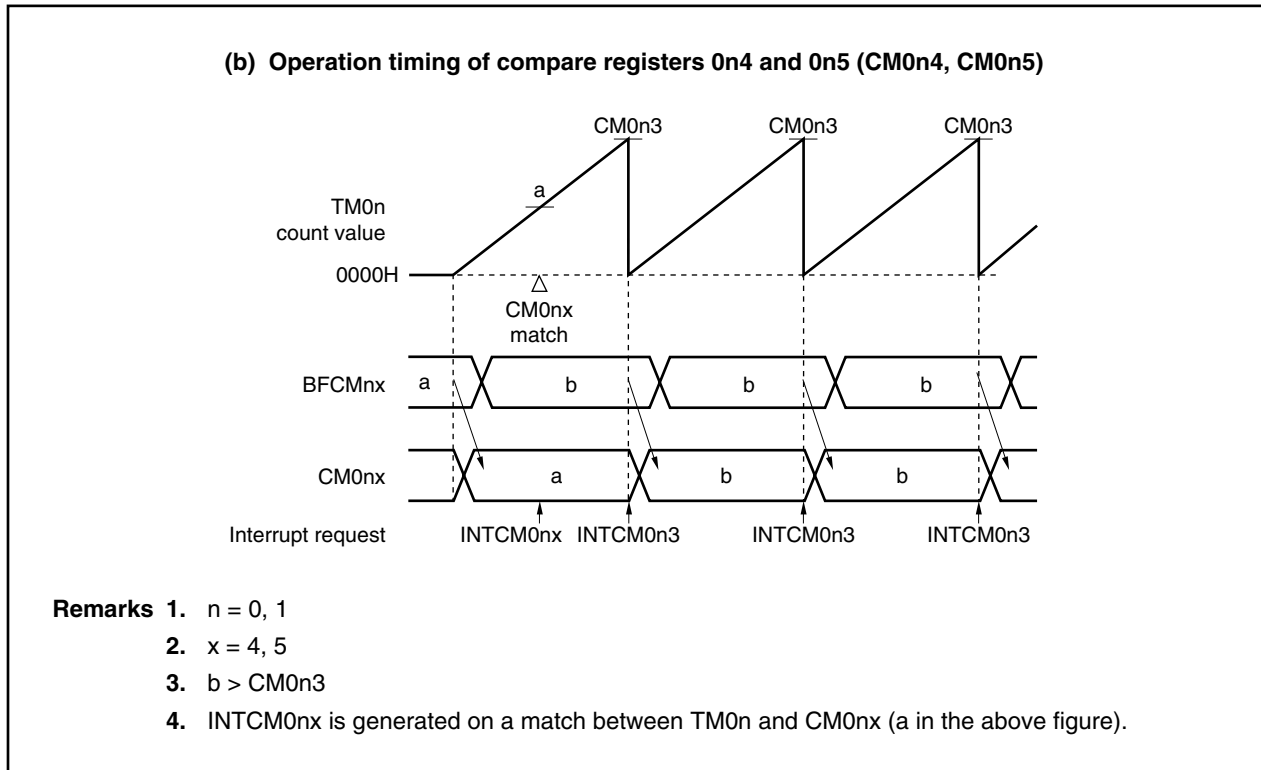 (b) Operation timing of compare registers 0n4 and 0n5 (CM0n4, CM0n5)
CM0n3 CM0n3 CM0n3
a
TM0n
count value
0000H
CM0nx
match
BFCMnx a b b b
CM0nx a b b
Interrupt request INTCM0nx INTCM0n3 INTCM0n3 INTCM0n3
Remarks 1. n = 0, 1
2. x = 4, 5
3. b > CM0n3
4. INTCM0nx is generated on a match between TM0n and CM0nx (a in the above figure).